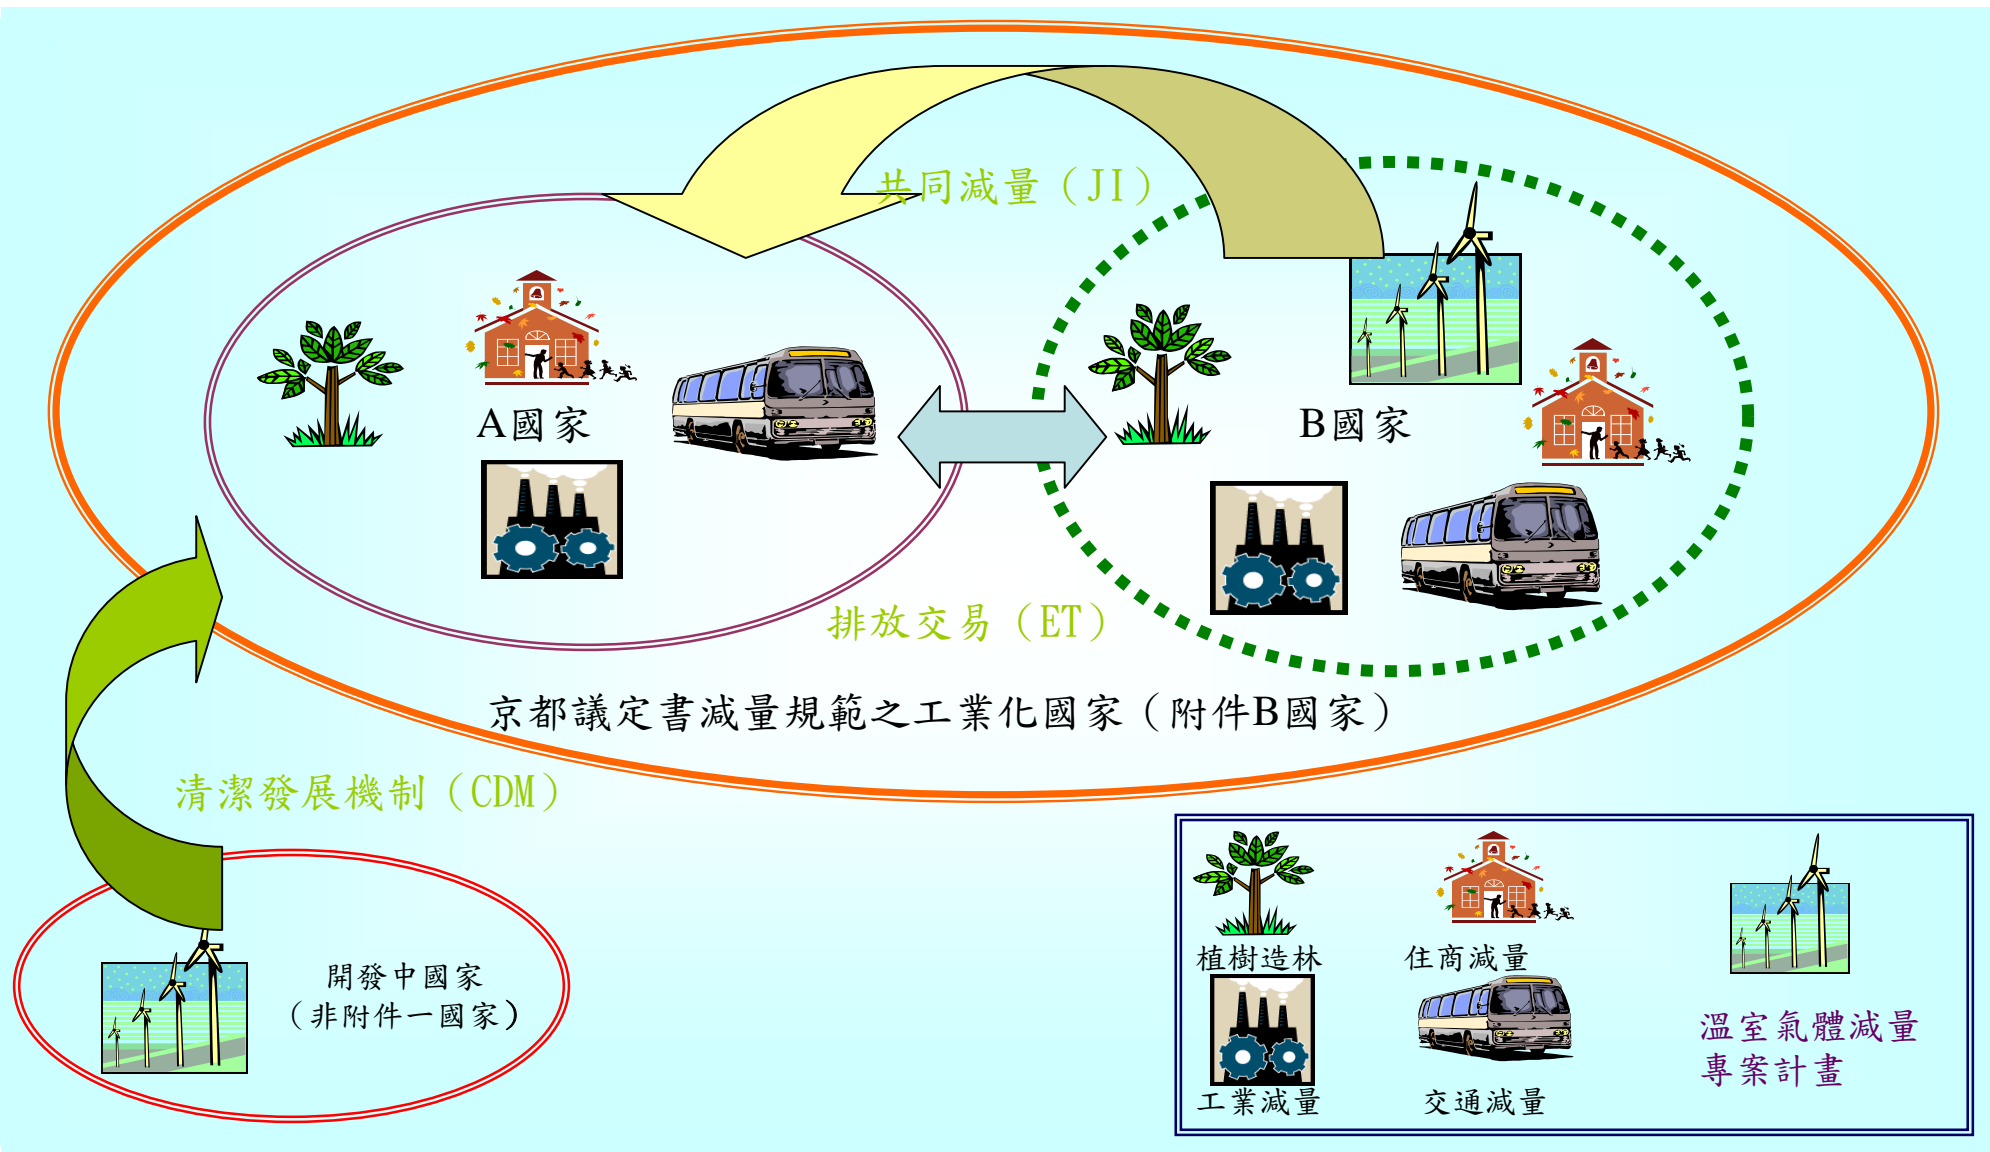 共同減量（JI）
A國家
B國家
排放交易（ET）
京都議定書減量規範之工業化國家（附件B國家）
清潔發展機制（CDM）
開發中國家
（非附件一國家）
植樹造林
住商減量
工業減量
交通減量
溫室氣體減量
專案計畫